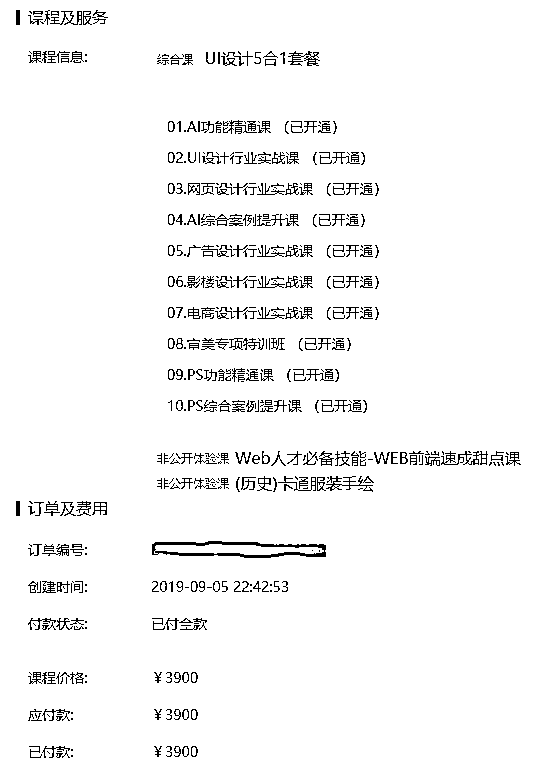 课程及服务
课程信息: 综合课 UI设计5合1套餐
01.AI功能精通课 (已开通)
02.UI设计行业实战课 (已开通)
03.网页设计行业实战课 (已开通)
04.AI综合案例提升课 (已开通)
05.广告设计行业实战课 (已开通)
06.影楼设计行业实战课 (已开通)
07.电商设计行业实战课 (已开通)
08.审美专项特训班 (已开通)
09.PS功能精通课 (已开通)
10.PS综合案例提升课 (已开通)
非公开体验课 Web人才必备技能-WEB前端速成甜点课
非公开体验课 (历史)卡通服装手绘
订单及费用
订单编号:
创建时间: 2019-09-05 22:42:53
付款状态: 已付全款
课程价格: ￥3900
应付款: ￥3900
已付款: ￥3900